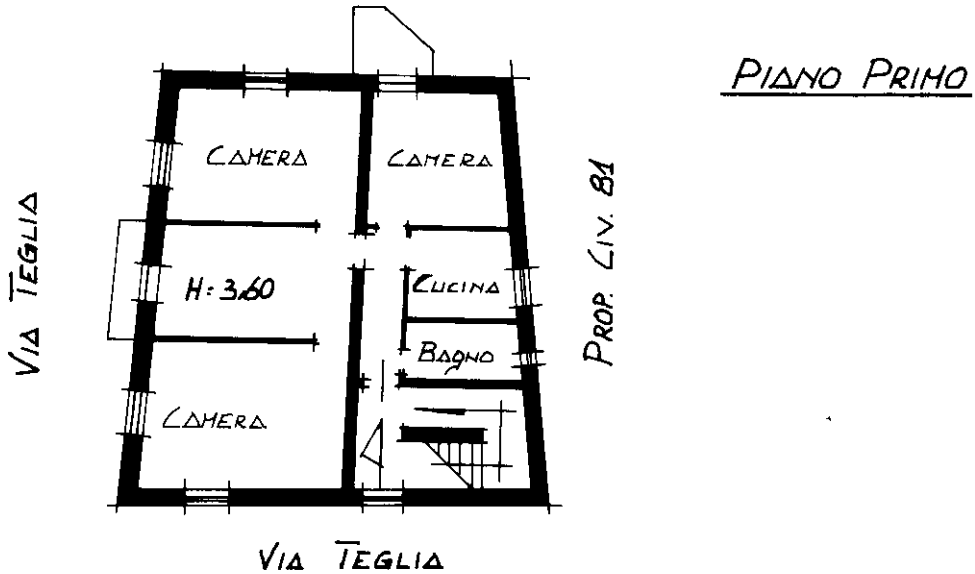 PIANO PRIMO
CAMERA
CAMERA
VIA TEGLIA
H: 3,60
CUCINA
PROP. CIV. 81
BAGNO
CAMERA
VIA TEGLIA